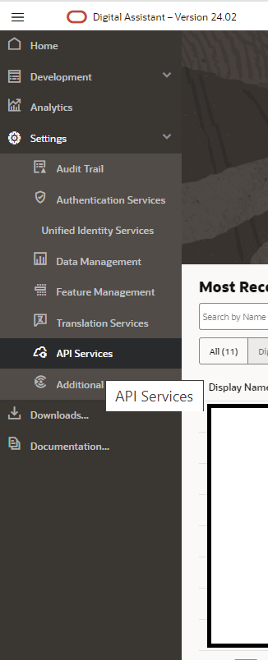 Digital Assistant – Version 24.02
Home
Development
Analytics
Settings
Audit Trail
Authentication Services
Unified Identity Services
Data Management
Feature Management
Translation Services
API Services
Additional
API Services
Downloads...
Documentation...
Most Rec
Search by Name
All (11) Di
Display Name